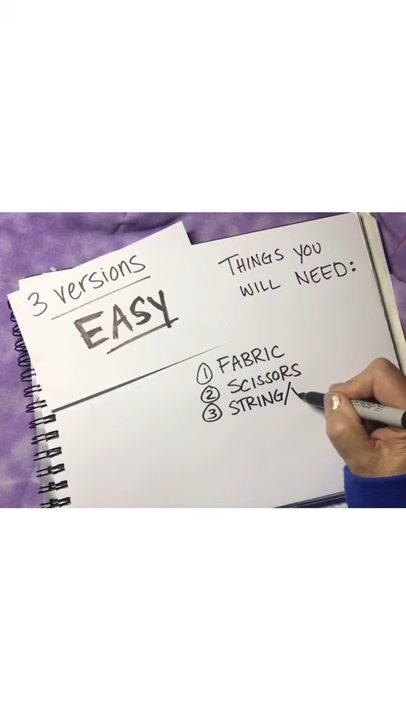 3 versions
EASY
THINGS YOU
WILL NEED:
① FABRIC
② SCISSORS
③ STRING/